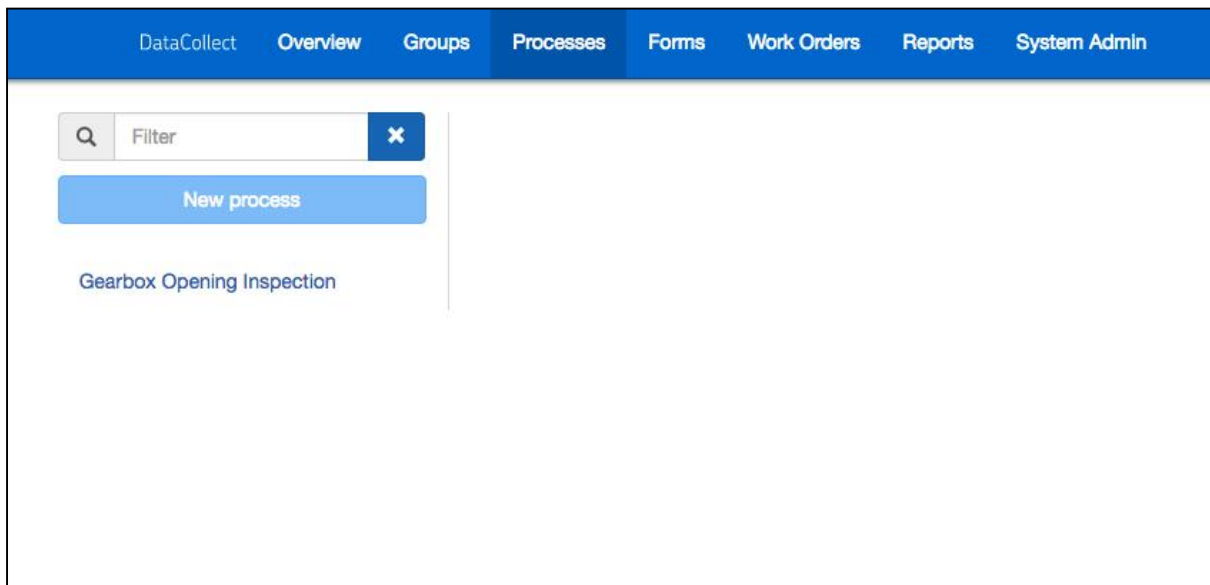 DataCollect Overview Groups Processes Forms Work Orders Reports System Admin
Filter
New process
Gearbox Opening Inspection